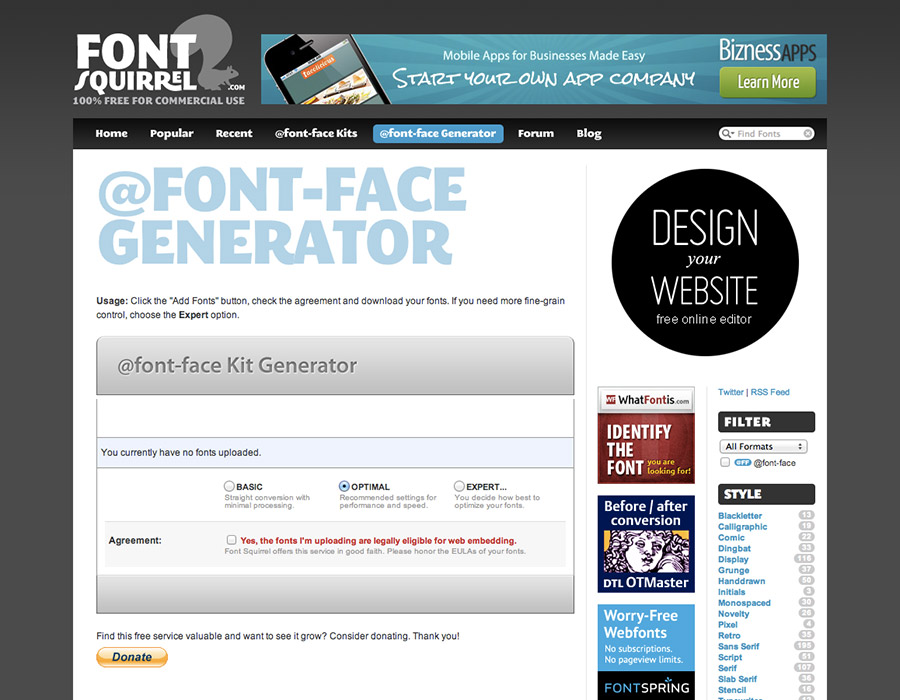 FONT
SQUIRREL.COM
100% FREE FOR COMMERCIAL USE
Mobile Apps for Businesses Made Easy
START YOUR OWN APP COMPANY
BIZNESSAPPS
Learn More
Home Popular Recent @font-face Kits @font-face Generator Forum Blog
Find Fonts
@FONT-FACE
GENERATOR
Usage: Click the "Add Fonts" button, check the agreement and download your fonts. If you need more fine-grain
control, choose the Expert option.
@font-face Kit Generator
You currently have no fonts uploaded.
BASIC
Straight conversion with
minimal processing.
OPTIMAL
Recommended settings for
performance and speed.
EXPERT...
You decide how best to
optimize your fonts.
Agreement:
Yes, the fonts I'm uploading are legally eligible for web embedding.
Font Squirrel offers this service in good faith. Please honor the EULAs of your fonts.
Find this free service valuable and want to see it grow? Consider donating. Thank you!
Donate
DESIGN
your
WEBSITE
free online editor
WF WhatFontis.com
IDENTIFY
THE
FONT you are
looking for!
Before / after
conversion
DTL OTMaster
Worry-Free
Webfonts
No subscriptions.
No pageview limits.
FONTSPRING
Twitter | RSS Feed
FILTER
All Formats
OFF @font-face
STYLE
Blackletter 13
Calligraphic 19
Comic 22
Dingbat 33
Display 116
Grunge 37
Handdrawn 50
Initials 3
Monospaced 30
Novelty 26
Pixel 4
Retro 35
Sans Serif 195
Script 51
Serif 107
Slab Serif 36
Stencil 16
Typewriter